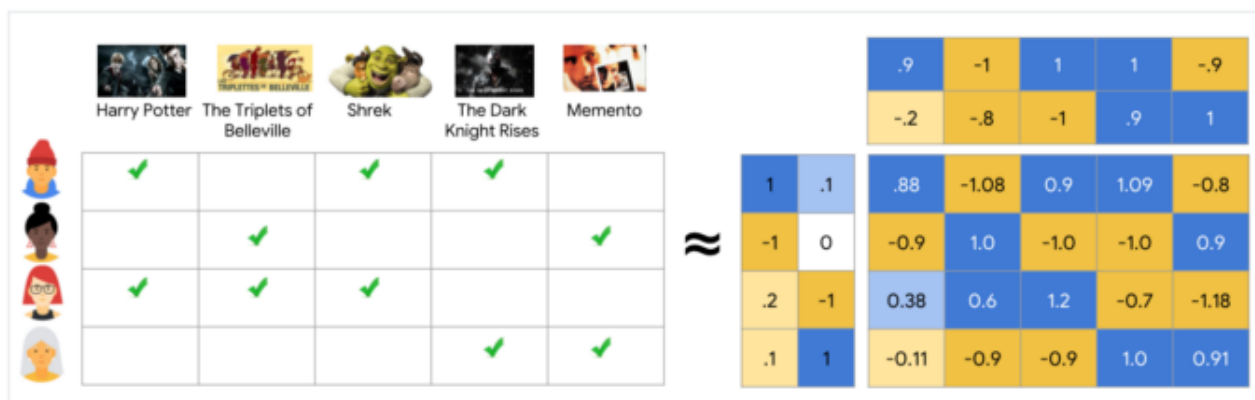 Harry Potter
The Triplets of
Belleville
Shrek
The Dark
Knight Rises
Memento
.9 -1 1 1 -.9
-.2 -.8 -1 .9 1
≈
1 .1
-1 0
.2 -1
.1 1
.88 -1.08 0.9 1.09 -0.8
-0.9 1.0 -1.0 -1.0 0.9
0.38 0.6 1.2 -0.7 -1.18
-0.11 -0.9 -0.9 1.0 0.91